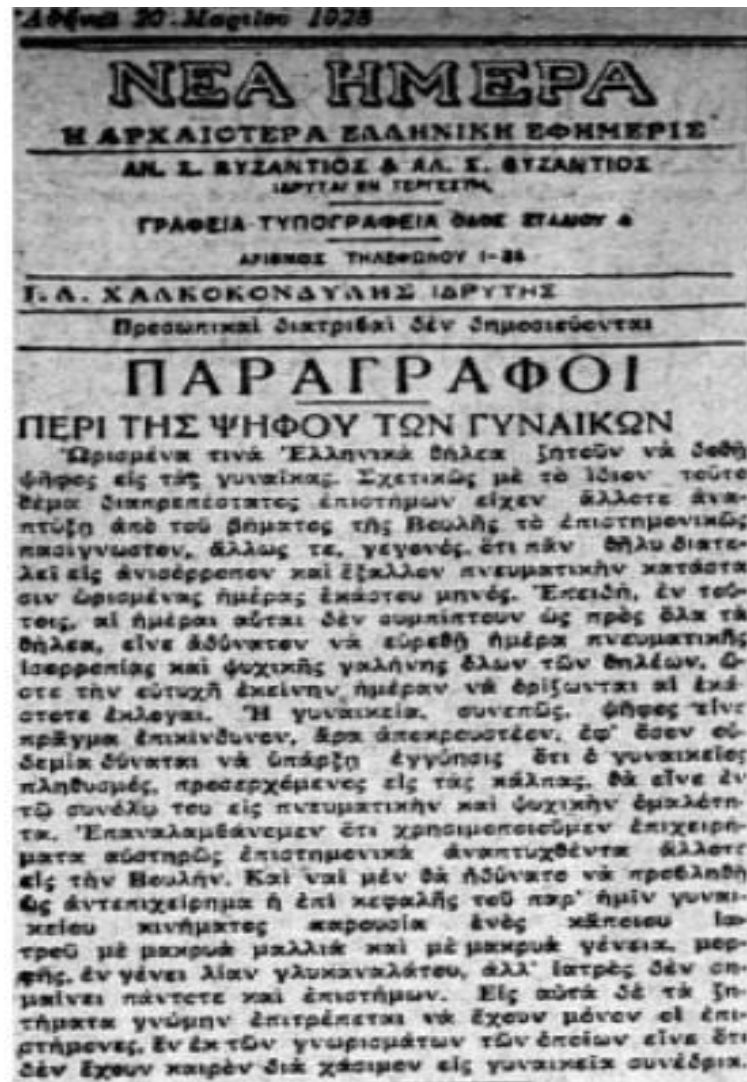 Ἀθῆναι 20 Μαρτίου 1928
ΝΕΑ ΗΜΕΡΑ
Η ΑΡΧΑΙΟΤΕΡΑ ΕΛΛΗΝΙΚΗ ΕΦΗΜΕΡΙΣ
ΑΝ. Σ. ΒΥΖΑΝΤΙΟΣ & ΑΛ. Σ. ΒΥΖΑΝΤΙΟΣ
ΙΔΡΥΤΑΙ ΕΝ ΤΕΡΓΕΣΤΗ,
ΓΡΑΦΕΙΑ-ΤΥΠΟΓΡΑΦΕΙΑ ΟΔΟΣ ΣΤΑΔΙΟΥ 4
ΑΡΙΘΜΟΣ ΤΗΛΕΦΩΝΟΥ
Γ. Α. ΧΑΛΚΟΚΟΝΔΥΛΗΣ ΙΔΡΥΤΗΣ
Προσωπικαὶ διατριβαὶ δὲν δημοσιεύονται
ΠΑΡΑΓΡΑΦΟΙ
ΠΕΡΙ ΤΗΣ ΨΗΦΟΥ ΤΩΝ ΓΥΝΑΙΚΩΝ
Ὡρισμένα τινὰ Ἑλληνικὰ θήλεα ζητοῦν νὰ δοθῇ
ψῆφος εἰς τὰς γυναῖκας. Σχετικῶς μὲ τὸ ἴδιον τοῦτο
θέμα διαπρεπέστατος ἐπιστήμων εἶχεν ἄλλοτε ἀνα-
πτύξη ἀπὸ τοῦ βήματος τῆς Βουλῆς τὸ ἐπιστημονικῶς
πασίγνωστον, ἄλλως τε, γεγονός, ὅτι πᾶν θῆλυ διατε-
λεῖ εἰς ἀνισόρροπον καὶ ἔξαλλον πνευματικὴν κατάστα
σιν ὡρισμένας ἡμέρας ἑκάστου μηνός. Ἐπειδή, ἐν τού-
τοις, αἱ ἡμέραι αὗται δὲν συμπίπτουν ὡς πρὸς ὅλα τὰ
θήλεα, εἶνε ἀδύνατον νὰ εὑρεθῇ ἡμέρα πνευματικῆς
ἰσορροπίας καὶ ψυχικῆς γαλήνης ὅλων τῶν θηλέων, ὥ-
στε τὴν εὐτυχῆ ἐκείνην ἡμέραν νὰ ὁρίζωνται αἱ ἑκά-
στοτε ἐκλογαί. Ἡ γυναικεία, συνεπῶς, ψῆφος εἶνε
πρᾶγμα ἐπικίνδυνον, ἄρα ἀποκρουστέον, ἐφ' ὅσον οὐ-
δεμία δύναται νὰ ὑπάρξῃ ἐγγύησις ὅτι ὁ γυναικεῖος
πληθυσμός, προσερχόμενος εἰς τὰς κάλπας, θὰ εἶνε ἐν
τῷ συνόλῳ του εἰς πνευματικὴν καὶ ψυχικὴν ὁμαλότη-
τα. Ἐπαναλαμβάνομεν ὅτι χρησιμοποιοῦμεν ἐπιχειρή-
ματα αὐστηρῶς ἐπιστημονικὰ ἀναπτυχθέντα ἄλλοτε
εἰς τὴν Βουλήν. Καὶ ναὶ μὲν θὰ ἠδύνατο νὰ προβληθῇ
ὡς ἀντεπιχείρημα ἡ ἐπὶ κεφαλῆς τοῦ παρ' ἡμῖν γυναι-
κείου κινήματος παρουσία ἑνὸς κάποιου ἰα-
τροῦ μὲ μακρυὰ μαλλιὰ καὶ μὲ μακρυὰ γένεια, μορ-
φῆς, ἐν γένει λίαν γλυκαναλάτου, ἀλλ' ἰατρὸς δὲν ση-
μαίνει πάντοτε καὶ ἐπιστήμων. Εἰς αὐτὰ δὲ τὰ ζη-
τήματα γνώμην ἐπιτρέπεται νὰ ἔχουν μόνον οἱ ἐπι-
στήμονες, ἓν ἐκ τῶν γνωρισμάτων τῶν ὁποίων εἶνε ὅτι
δὲν ἔχουν καιρὸν διὰ χάσιμον εἰς γυναικεῖα συνέδρια.